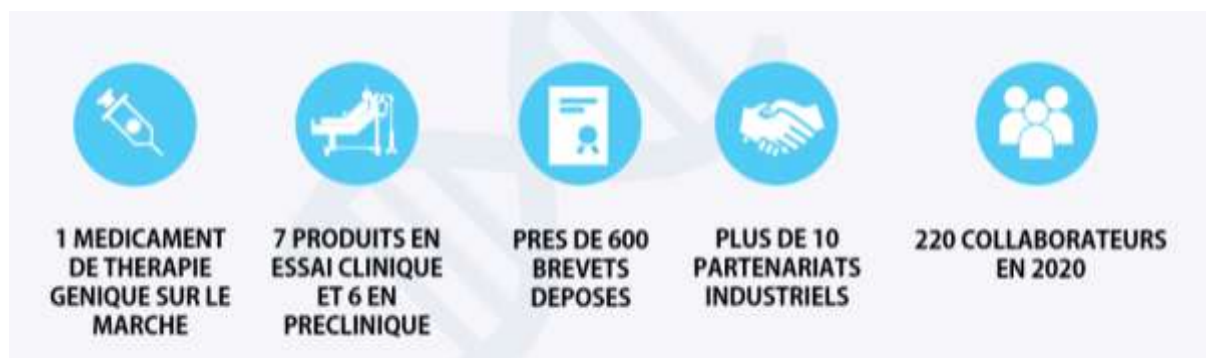 1 MEDICAMENT
DE THERAPIE
GENIQUE SUR LE
MARCHE
7 PRODUITS EN
ESSAI CLINIQUE
ET 6 EN
PRECLINIQUE
PRES DE 600
BREVETS
DEPOSES
PLUS DE 10
PARTENARIATS
INDUSTRIELS
220 COLLABORATEURS
EN 2020